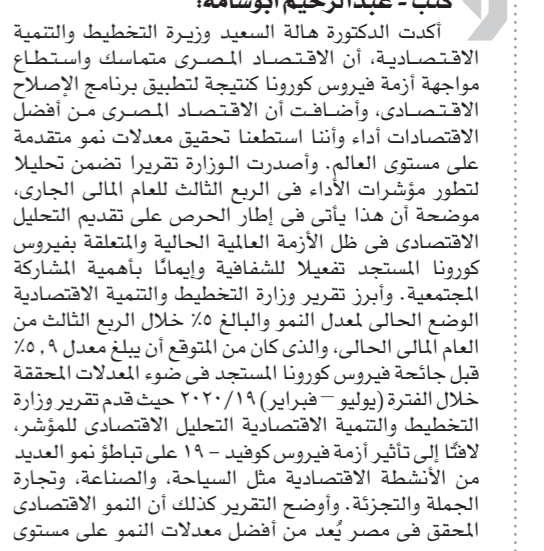 كتب - عبدالرحيم أبوشامة:
أكدت الدكتورة هالة السعيد وزيرة التخطيط والتنمية
الاقتصادية، أن الاقتصاد المصرى متماسك واستطاع
مواجهة أزمة فيروس كورونا كنتيجة لتطبيق برنامج الإصلاح
الاقتصادى، وأضافت أن الاقتصاد المصرى من أفضل
الاقتصادات أداء وأننا استطعنا تحقيق معدلات نمو متقدمة
على مستوى العالم. وأصدرت الوزارة تقريرا تضمن تحليلا
لتطور مؤشرات الأداء فى الربع الثالث للعام المالى الجارى،
موضحة أن هذا يأتى فى إطار الحرص على تقديم التحليل
الاقتصادى فى ظل الأزمة العالمية الحالية والمتعلقة بفيروس
كورونا المستجد تفعيلا للشفافية وإيمانًا بأهمية المشاركة
المجتمعية. وأبرز تقرير وزارة التخطيط والتنمية الاقتصادية
الوضع الحالى لمعدل النمو والبالغ ٥٪ خلال الربع الثالث من
العام المالى الحالى، والذى كان من المتوقع أن يبلغ معدل ٥,٩٪
قبل جائحة فيروس كورونا المستجد فى ضوء المعدلات المحققة
خلال الفترة (يوليو – فبراير) ٢٠٢٠/١٩ حيث قدم تقرير وزارة
التخطيط والتنمية الاقتصادية التحليل الاقتصادى للمؤشر،
لافتًا إلى تأثير أزمة فيروس كوفيد – ١٩ على تباطؤ نمو العديد
من الأنشطة الاقتصادية مثل السياحة، والصناعة، وتجارة
الجملة والتجزئة. وأوضح التقرير كذلك أن النمو الاقتصادى
المحقق فى مصر يُعد من أفضل معدلات النمو على مستوى